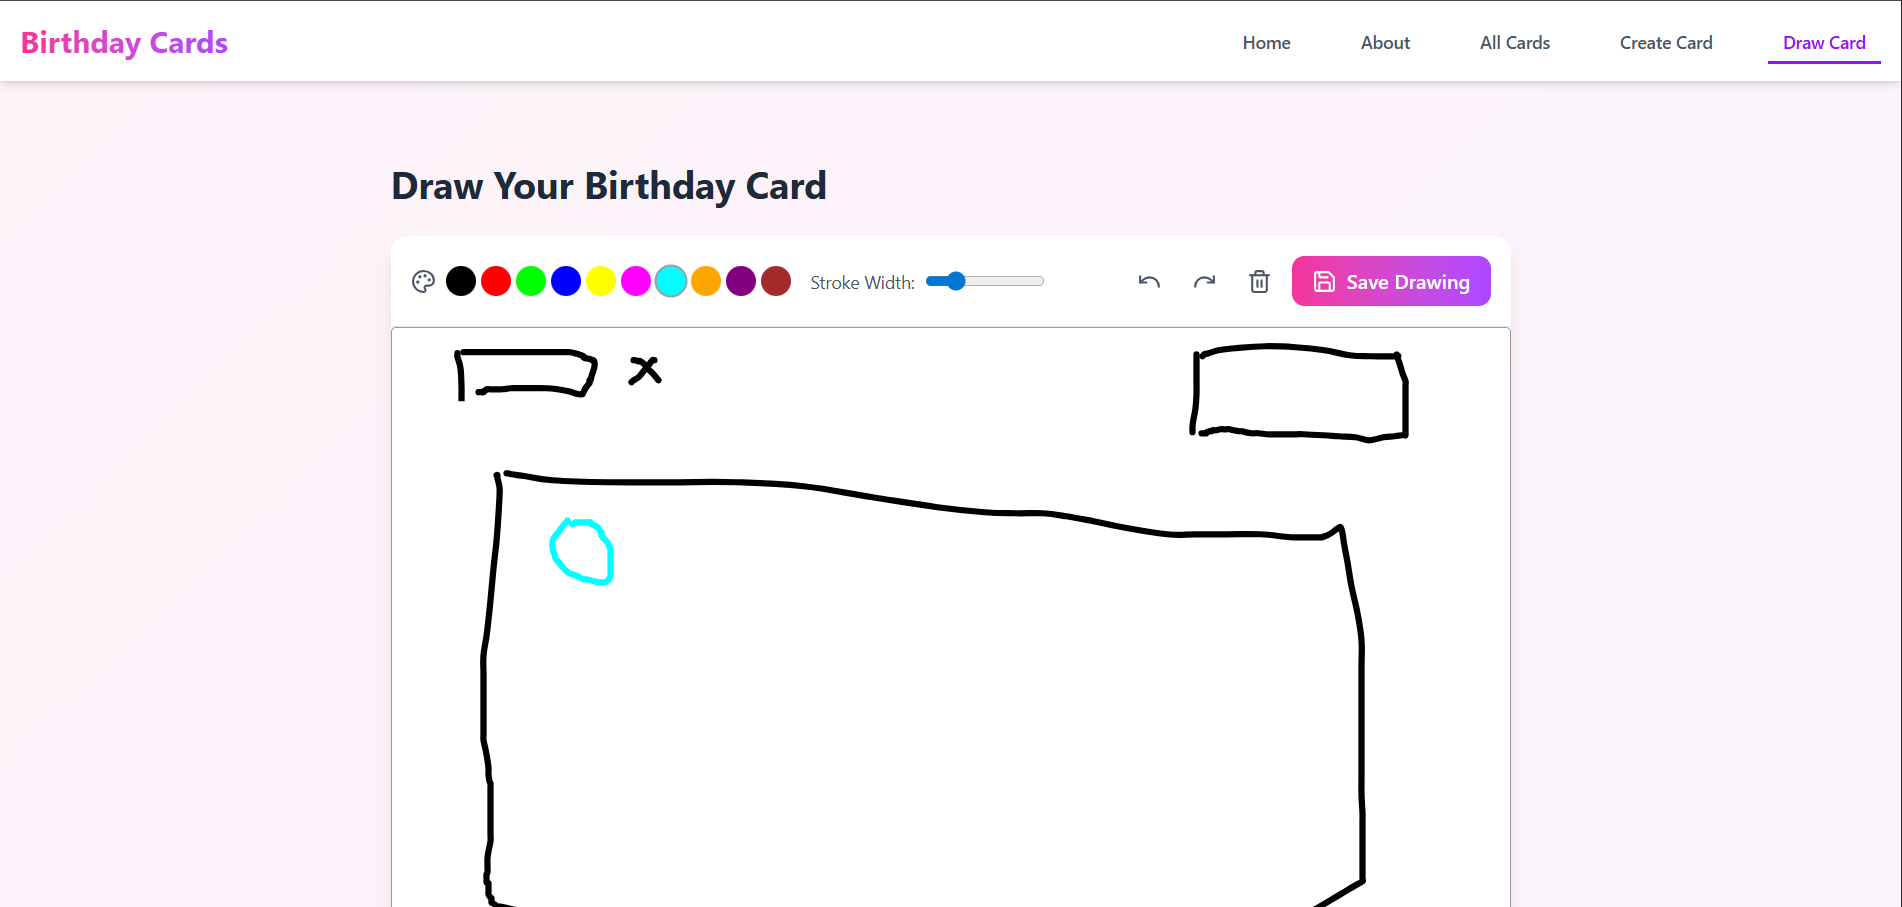 Birthday Cards
Home About All Cards Create Card Draw Card
Draw Your Birthday Card
Stroke Width: Save Drawing
x